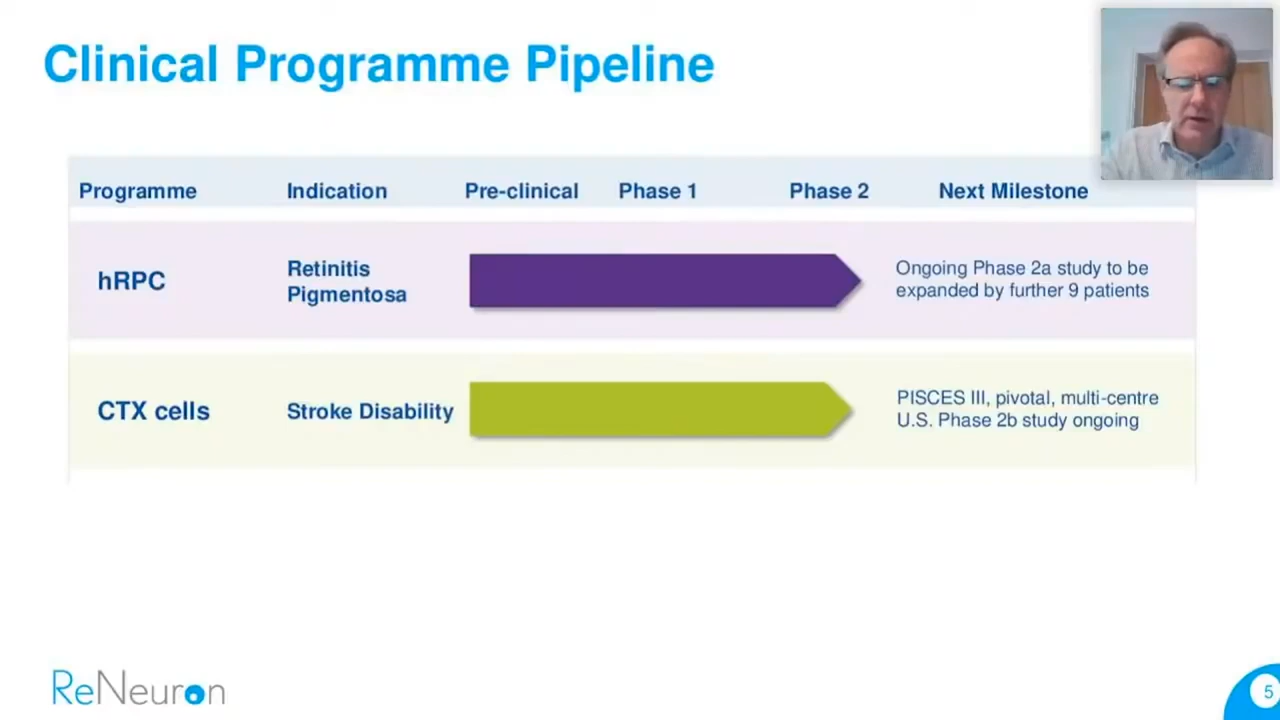 Clinical Programme Pipeline
Programme Indication Pre-clinical Phase 1 Phase 2 Next Milestone
hRPC
Retinitis
Pigmentosa
Ongoing Phase 2a study to be
expanded by further 9 patients
CTX cells
Stroke Disability
PISCES III, pivotal, multi-centre
U.S. Phase 2b study ongoing
ReNeuron
5